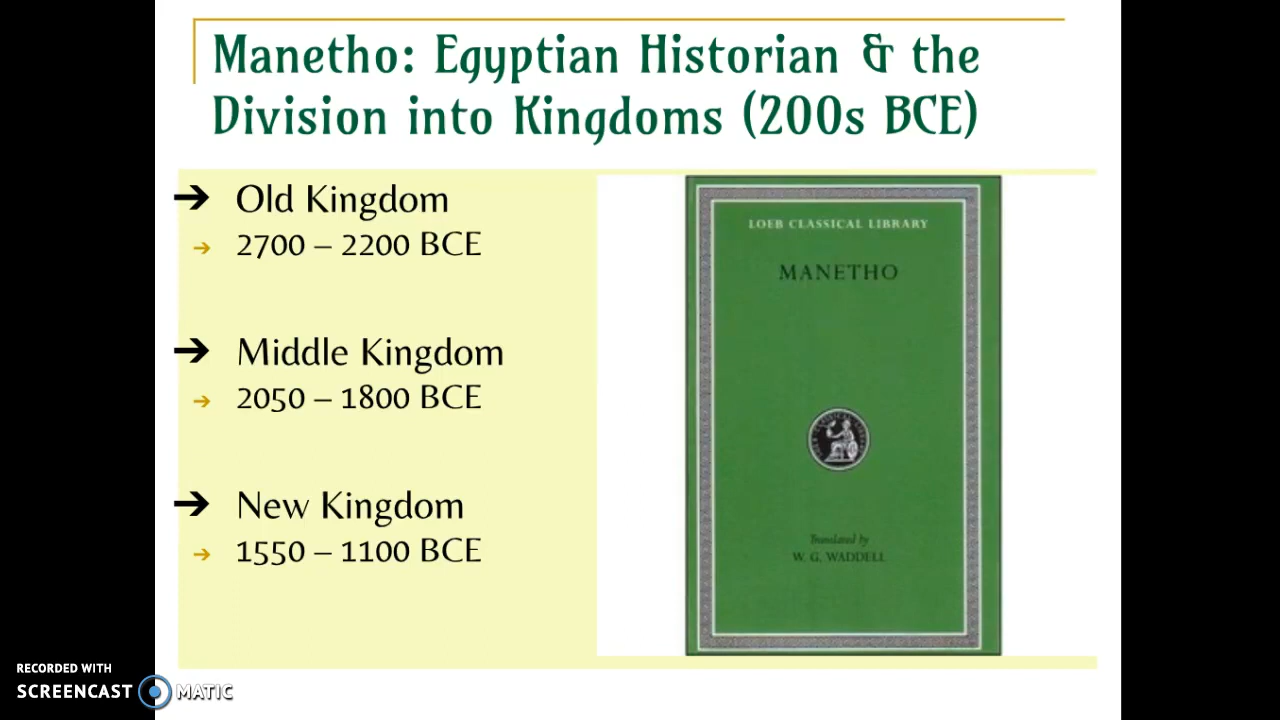 Manetho: Egyptian Historian & the
Division into Kingdoms (200s BCE)
➔ Old Kingdom
→ 2700 – 2200 BCE
➔ Middle Kingdom
→ 2050 – 1800 BCE
➔ New Kingdom
→ 1550 – 1100 BCE
LOEB CLASSICAL LIBRARY
MANETHO
Translated by
W. G. WADDELL
RECORDED WITH
SCREENCAST MATIC